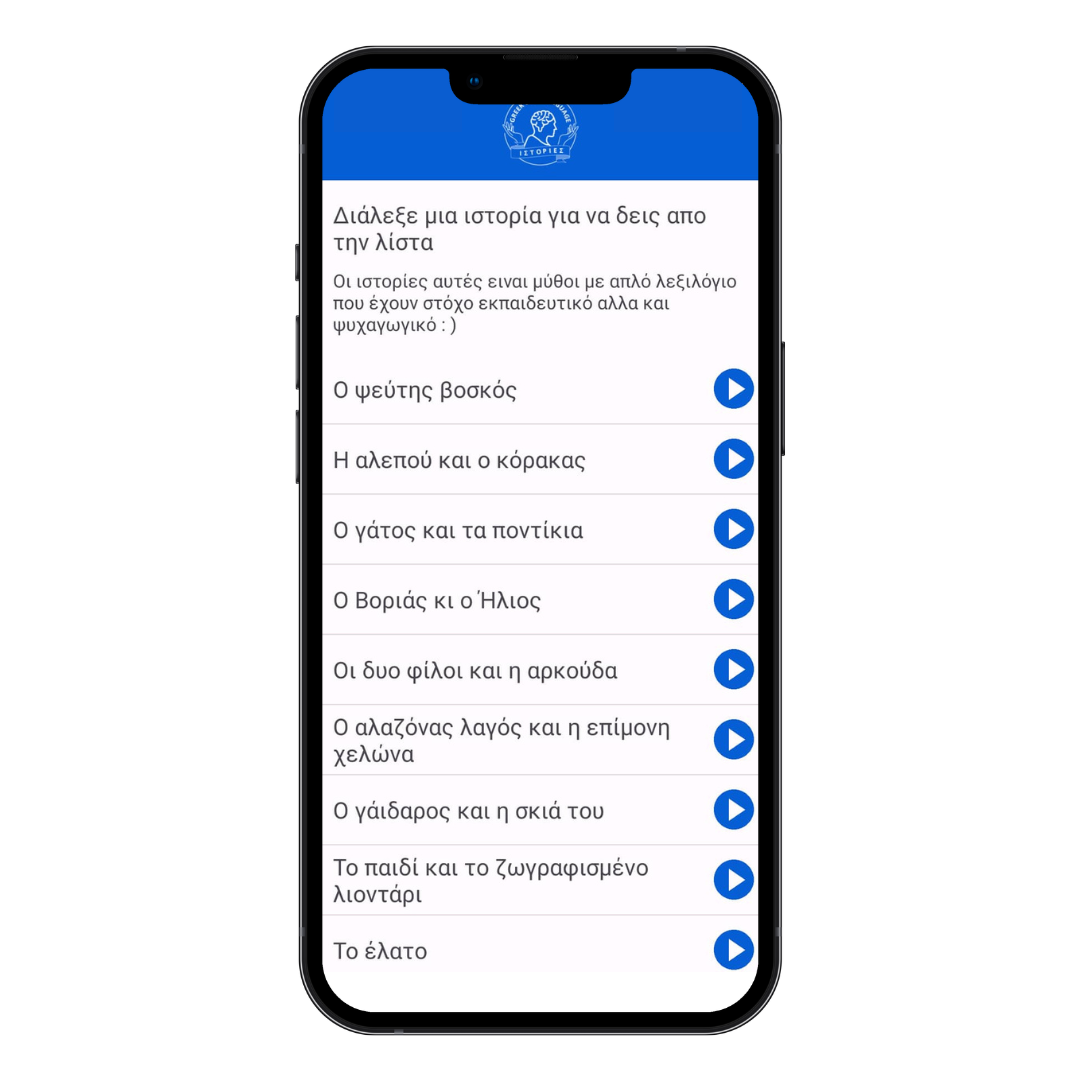 GREEK
ΙΣΤΟΡΙΕΣ
Διάλεξε μια ιστορία για να δεις απο
την λίστα
Οι ιστορίες αυτές ειναι μύθοι με απλό λεξιλόγιο
που έχουν στόχο εκπαιδευτικό αλλα και
ψυχαγωγικό : )
Ο ψεύτης βοσκός
Η αλεπού και ο κόρακας
Ο γάτος και τα ποντίκια
Ο Βοριάς κι ο Ήλιος
Οι δυο φίλοι και η αρκούδα
Ο αλαζόνας λαγός και η επίμονη
χελώνα
Ο γάιδαρος και η σκιά του
Το παιδί και το ζωγραφισμένο
λιοντάρι
Το έλατο